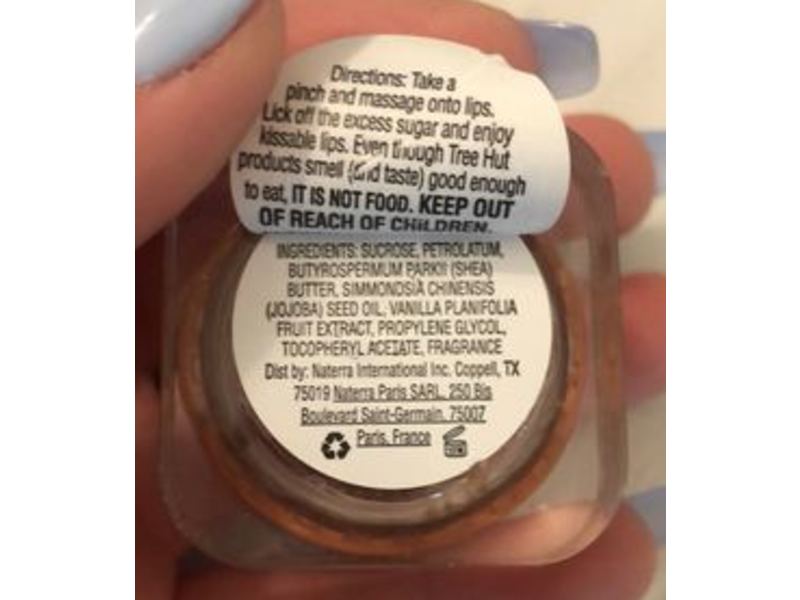 Directions: Take a
pinch and massage onto lips.
Lick off the excess sugar and enjoy
kissable lips. Even though Tree Hut
products smell (and taste) good enough
to eat, IT IS NOT FOOD. KEEP OUT
OF REACH OF CHILDREN.
INGREDIENTS: SUCROSE, PETROLATUM,
BUTYROSPERMUM PARKII (SHEA)
BUTTER, SIMMONDSIA CHINENSIS
(JOJOBA) SEED OIL, VANILLA PLANIFOLIA
FRUIT EXTRACT, PROPYLENE GLYCOL,
TOCOPHERYL ACETATE, FRAGRANCE
Dist by: Naterra International Inc. Coppell, TX
75019 Naterra Paris SARL. 250 Bis
Boulevard Saint-Germain. 75007
Paris. France